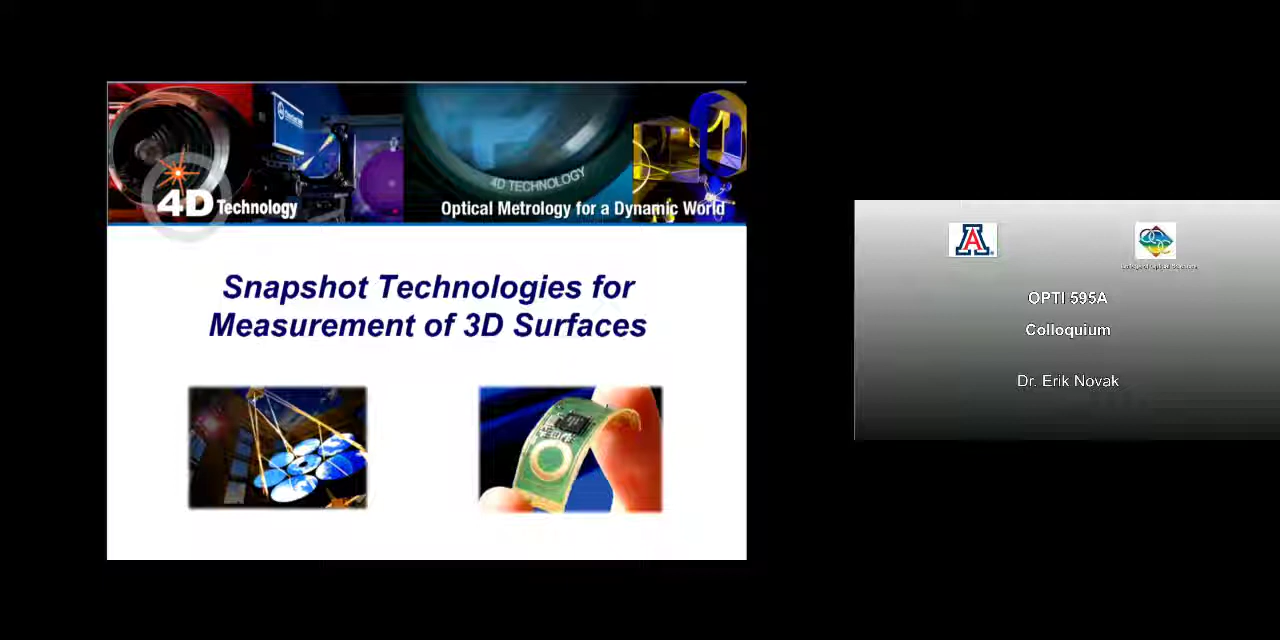 4D Technology
4D TECHNOLOGY
Optical Metrology for a Dynamic World
Snapshot Technologies for
Measurement of 3D Surfaces
A
OPTI 595A
Colloquium
Dr. Erik Novak